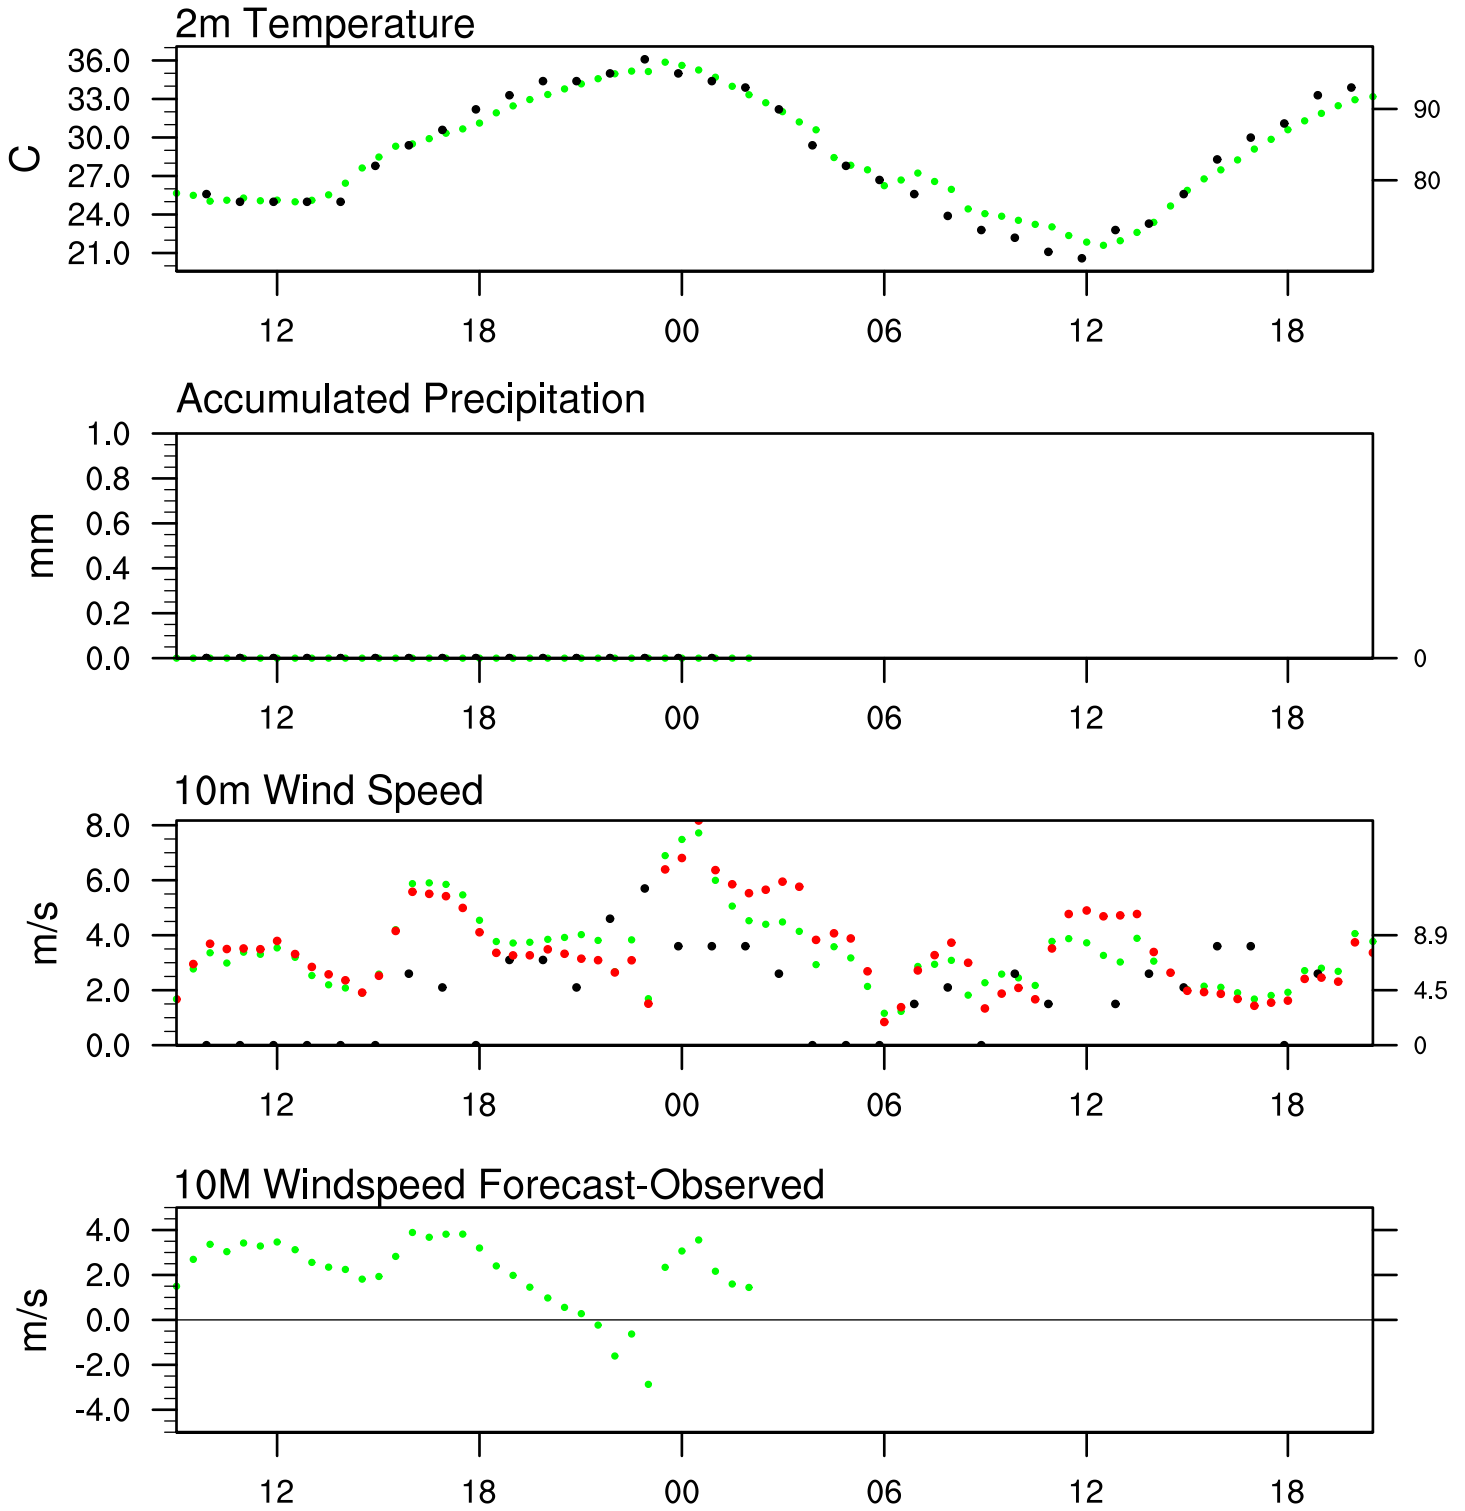 2m Temperature
36.0
33.0
30.0
27.0
24.0
21.0
C
90
80
12 18 00 06 12 18
Accumulated Precipitation
1.0
0.8
0.6
0.4
0.2
0.0
mm
0
12 18 00 06 12 18
10m Wind Speed
8.0
6.0
4.0
2.0
0.0
m/s
8.9
4.5
0
12 18 00 06 12 18
10M Windspeed Forecast-Observed
4.0
2.0
0.0
-2.0
-4.0
m/s
12 18 00 06 12 18